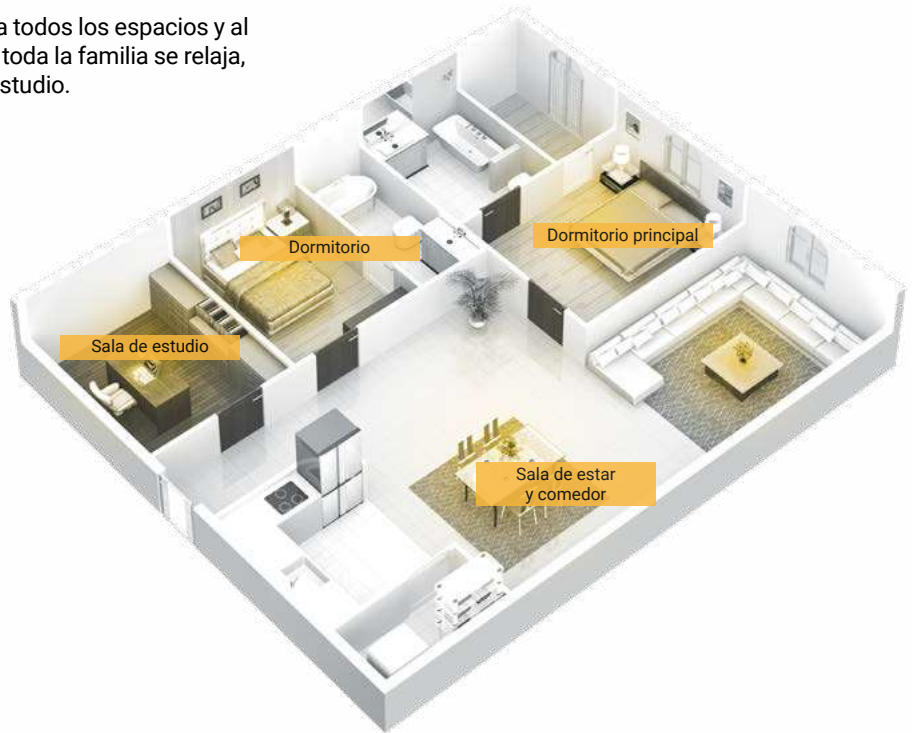 a todos los espacios y al
toda la familia se relaja,
studio.
Dormitorio
Dormitorio principal
Sala de estudio
Sala de estar
y comedor